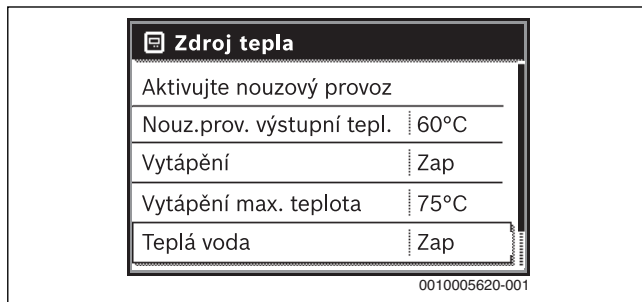 Zdroj tepla
Aktivujte nouzový provoz
Nouz.prov. výstupní tepl. 60°C
Vytápění Zap
Vytápění max. teplota 75°C
Teplá voda Zap
0010005620-001